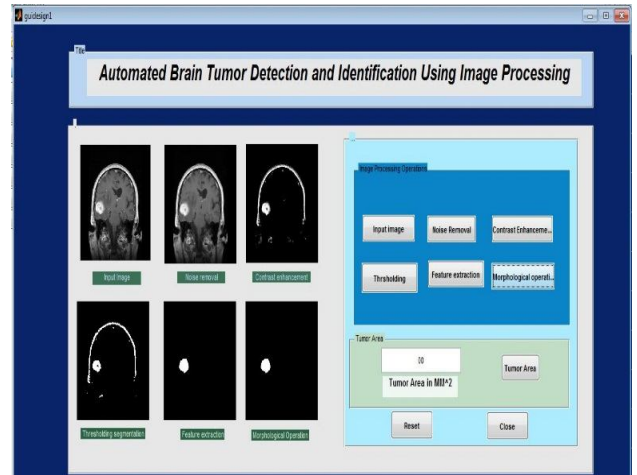 guidesign1
Title
Automated Brain Tumor Detection and Identification Using Image Processing
Input Image
Noise removal
Contrast enhancement
Thresholding segmentation
Feature extraction
Morphological Operation
Image Processing Operations
Input image
Noise Removal
Contrast Enhanceme...
Thrsholding
Feature extraction
Morphological operati...
Tumor Area
00
Tumor Area in MM^2
Tumor Area
Reset
Close